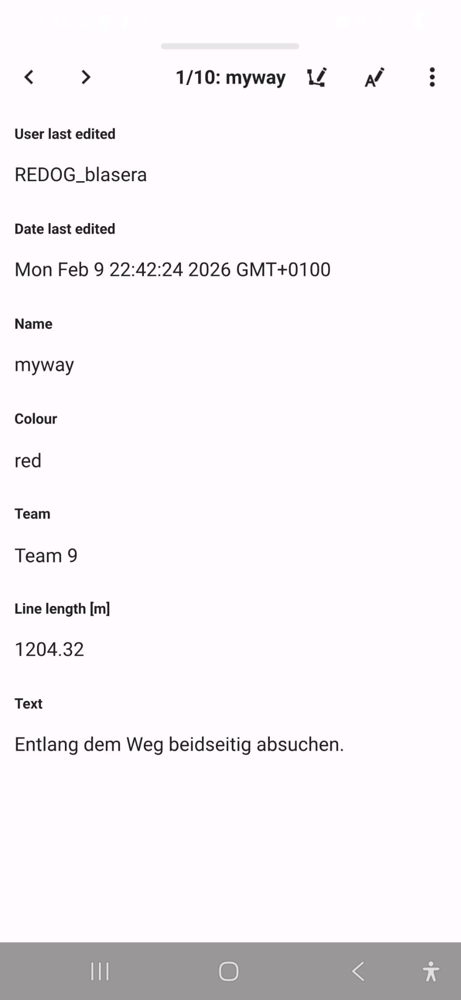 1/10: myway
User last edited
REDOG_blasera
Date last edited
Mon Feb 9 22:42:24 2026 GMT+0100
Name
myway
Colour
red
Team
Team 9
Line length [m]
1204.32
Text
Entlang dem Weg beidseitig absuchen.